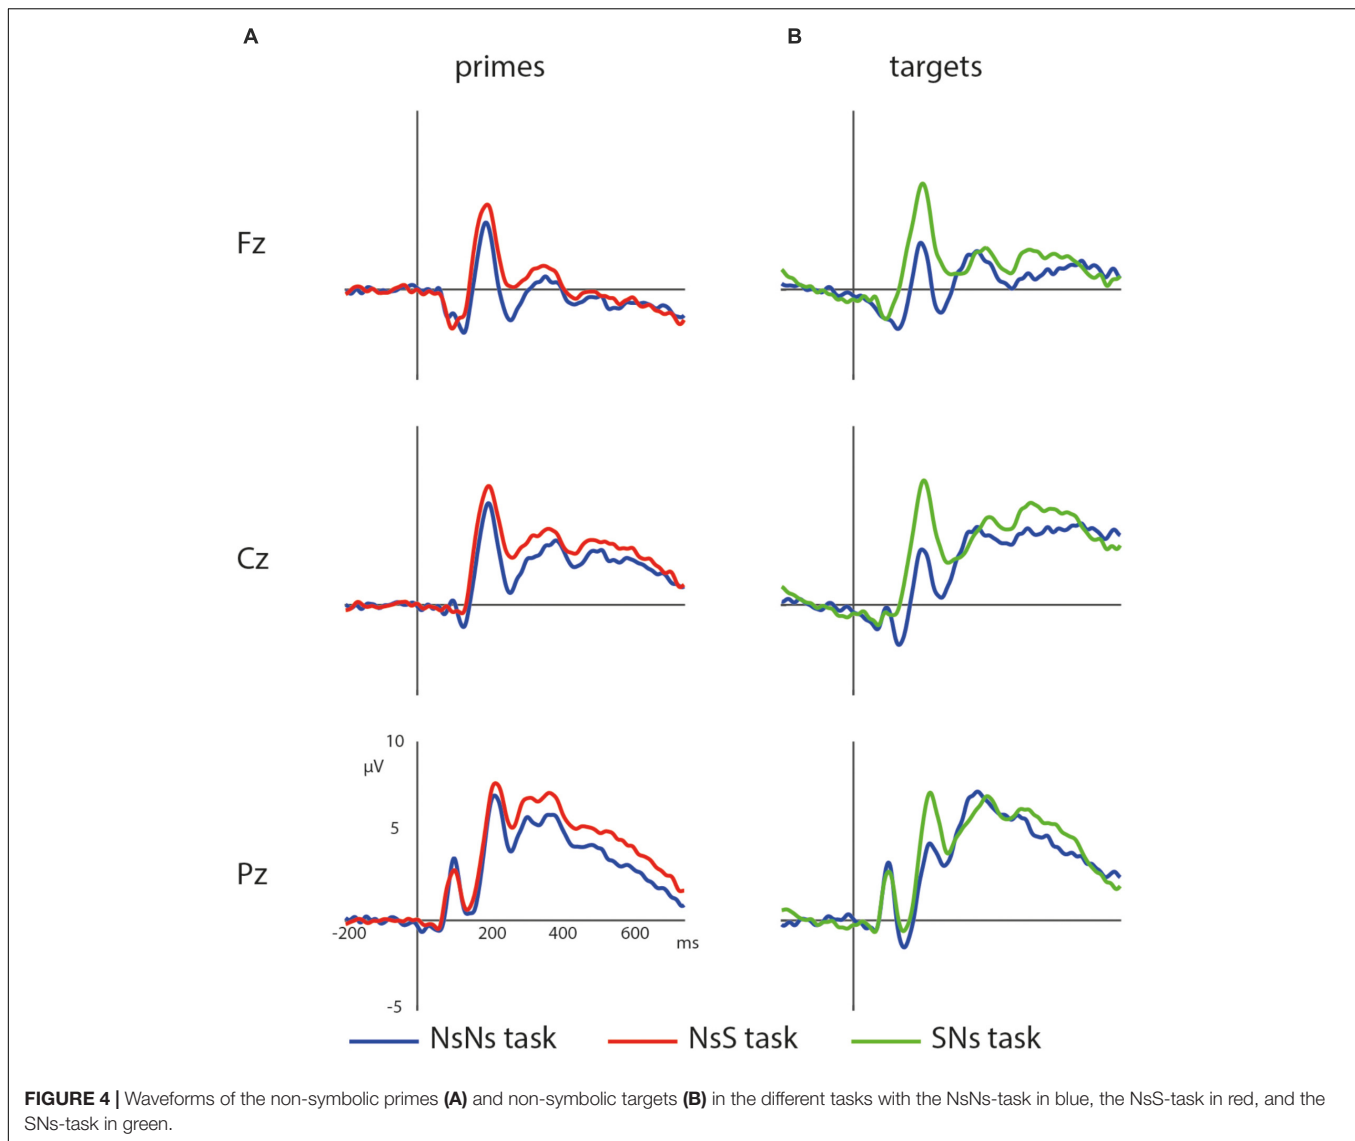 A
B
primes
targets
Fz
Cz
Pz
10
μV
5
-200
200
400
600
ms
-5
NsNs task
NsS task
SNs task
FIGURE 4 | Waveforms of the non-symbolic primes (A) and non-symbolic targets (B) in the different tasks with the NsNs-task in blue, the NsS-task in red, and the
SNs-task in green.